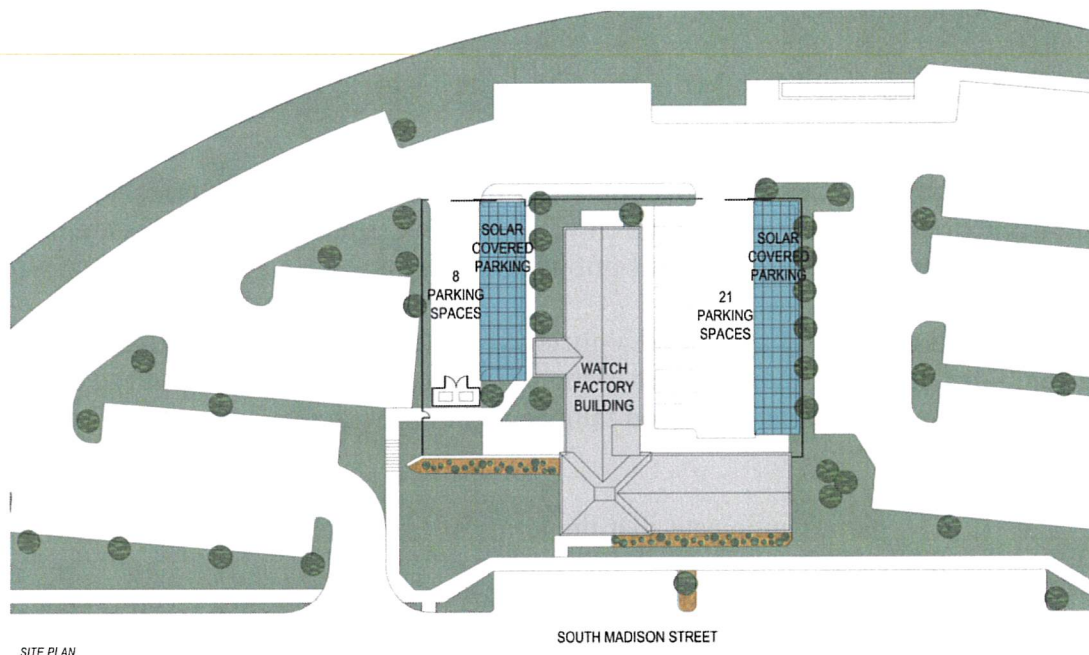 SOLAR
COVERED
PARKING
8
PARKING
SPACES
WATCH
FACTORY
BUILDING
SOLAR
COVERED
PARKING
21
PARKING
SPACES
SOUTH MADISON STREET
SITE PLAN